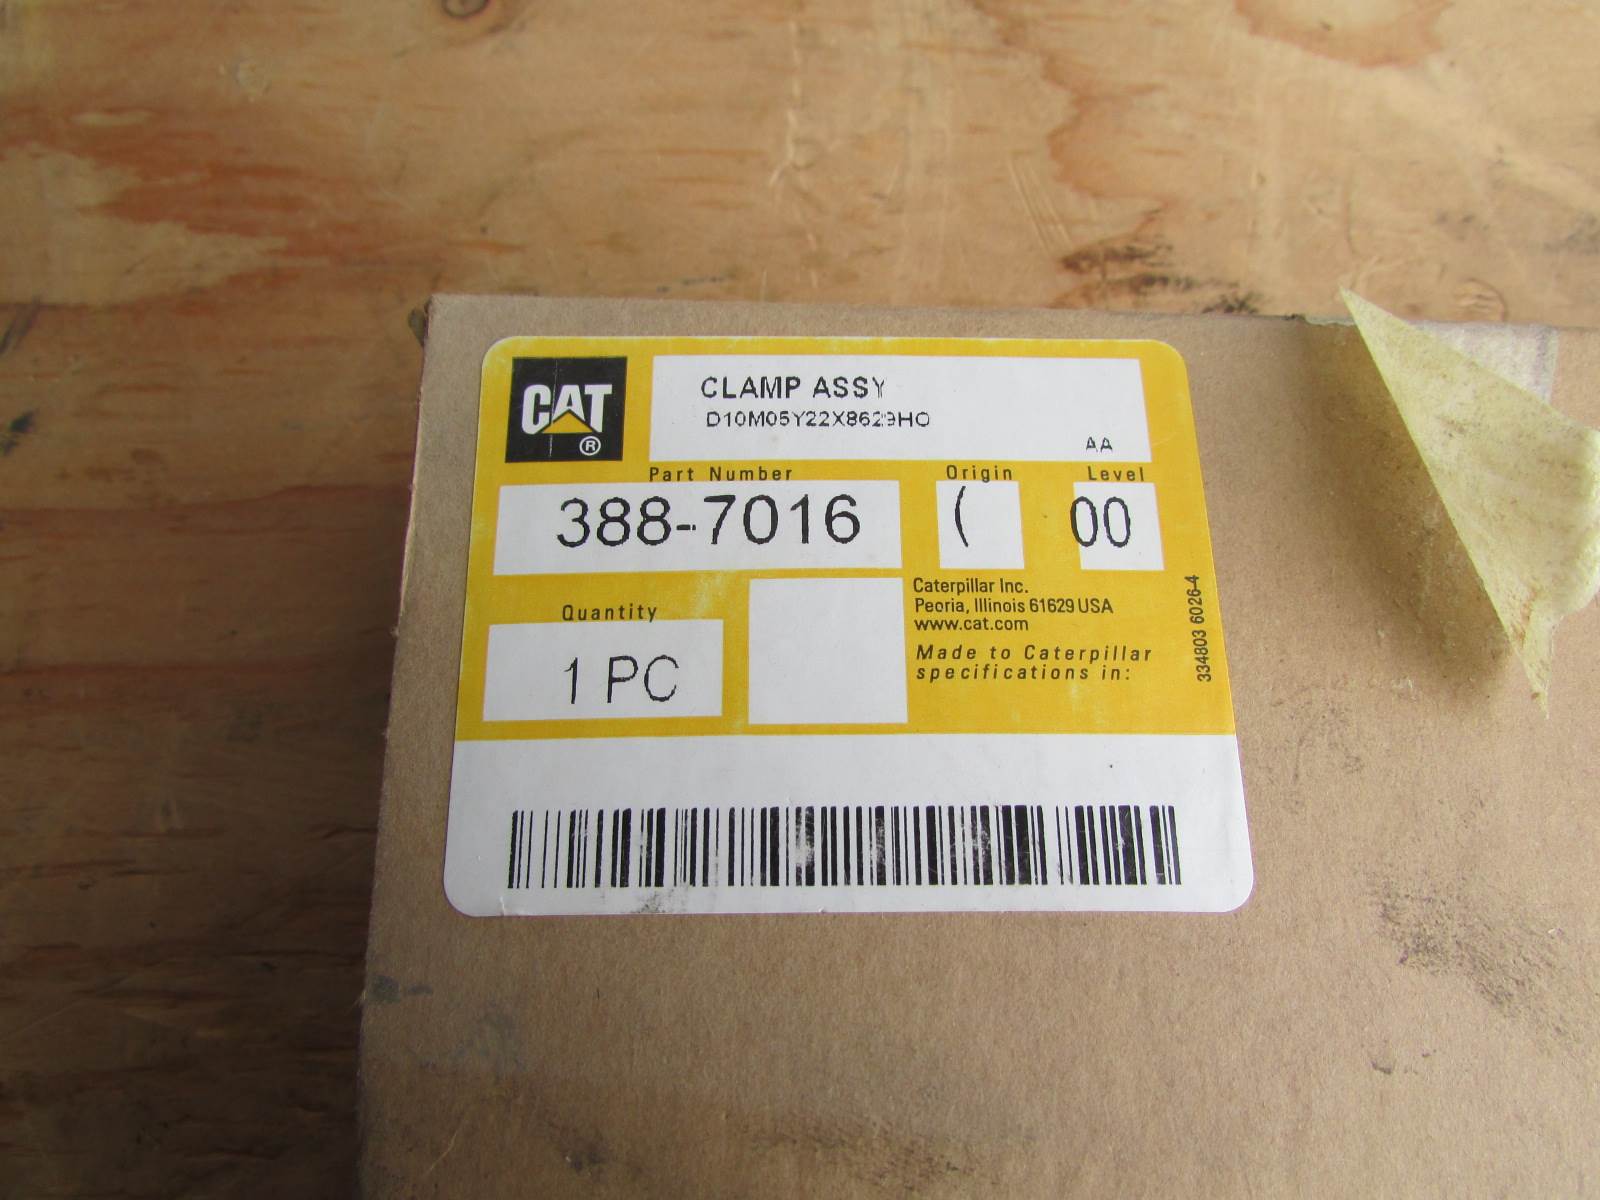 CAT
®
CLAMP ASSY
D10M05Y22X8629HO
AA
Part Number
Origin
Level
388-7016
(
00
Quantity
1 PC
Caterpillar Inc.
Peoria, Illinois 61629 USA
www.cat.com
Made to Caterpillar
specifications in:
334803 6026-4